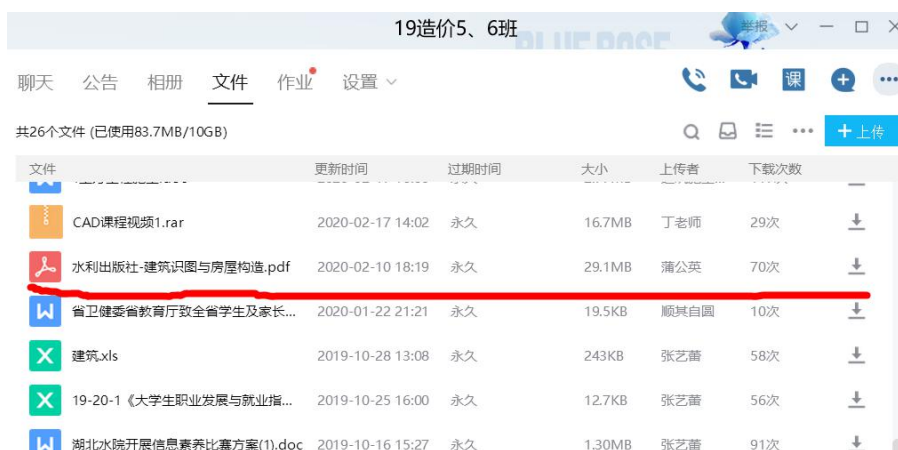 19造价5、6班
BLUE ROSE
举报
聊天 公告 相册 文件 作业 设置
课
共26个文件 (已使用83.7MB/10GB)
上传
文件 更新时间 过期时间 大小 上传者 下载次数
CAD课程视频1.rar 2020-02-17 14:02 永久 16.7MB 丁老师 29次
水利出版社-建筑识图与房屋构造.pdf 2020-02-10 18:19 永久 29.1MB 蒲公英 70次
W 省卫健委省教育厅致全省学生及家长... 2020-01-22 21:21 永久 19.5KB 顺其自圆 10次
X 建筑.xls 2019-10-28 13:08 永久 243KB 张艺蕾 58次
X 19-20-1《大学生职业发展与就业指... 2019-10-25 16:00 永久 12.7KB 张艺蕾 56次
W 湖北水院开展信息素养比赛方案(1).doc 2019-10-16 15:27 永久 1.30MB 张艺蕾 91次